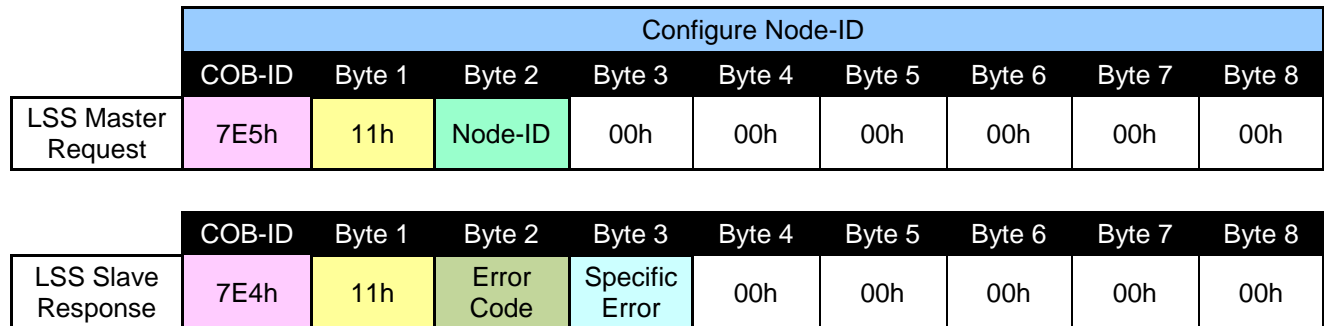 Configure Node-ID
COB-ID Byte 1 Byte 2 Byte 3 Byte 4 Byte 5 Byte 6 Byte 7 Byte 8
LSS Master Request 7E5h 11h Node-ID 00h 00h 00h 00h 00h 00h
COB-ID Byte 1 Byte 2 Byte 3 Byte 4 Byte 5 Byte 6 Byte 7 Byte 8
LSS Slave Response 7E4h 11h Error Code Specific Error 00h 00h 00h 00h 00h